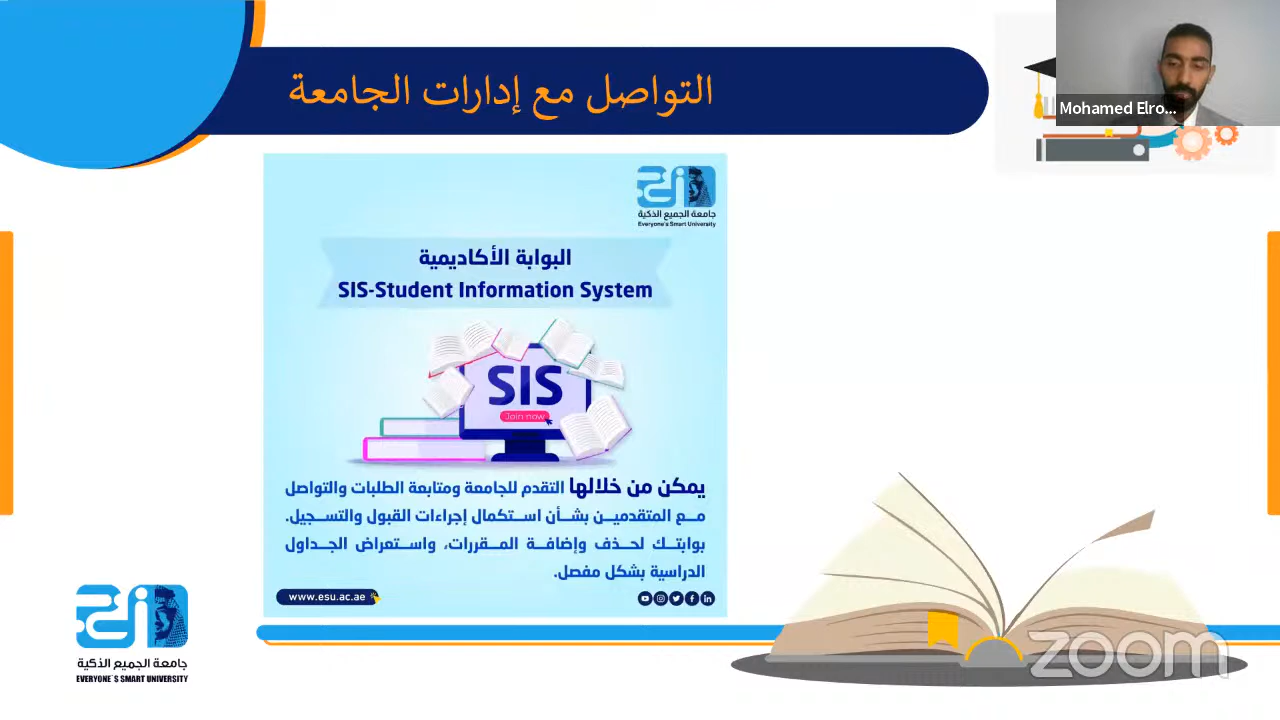 التواصل مع إدارات الجامعة
Mohamed Elro...
جامعة الجميع الذكية
Everyone's Smart University
البوابة الأكاديمية
SIS-Student Information System
SIS
Join now
يمكن من خلالها التقدم للجامعة ومتابعة الطلبات والتواصل
مع المتقدمين بشأن استكمال إجراءات القبول والتسجيل.
بوابتك لحذف وإضافة المقررات، واستعراض الجداول
الدراسية بشكل مفصل.
www.esu.ac.ae
جامعة الجميع الذكية
EVERYONE`S SMART UNIVERSITY
zoom